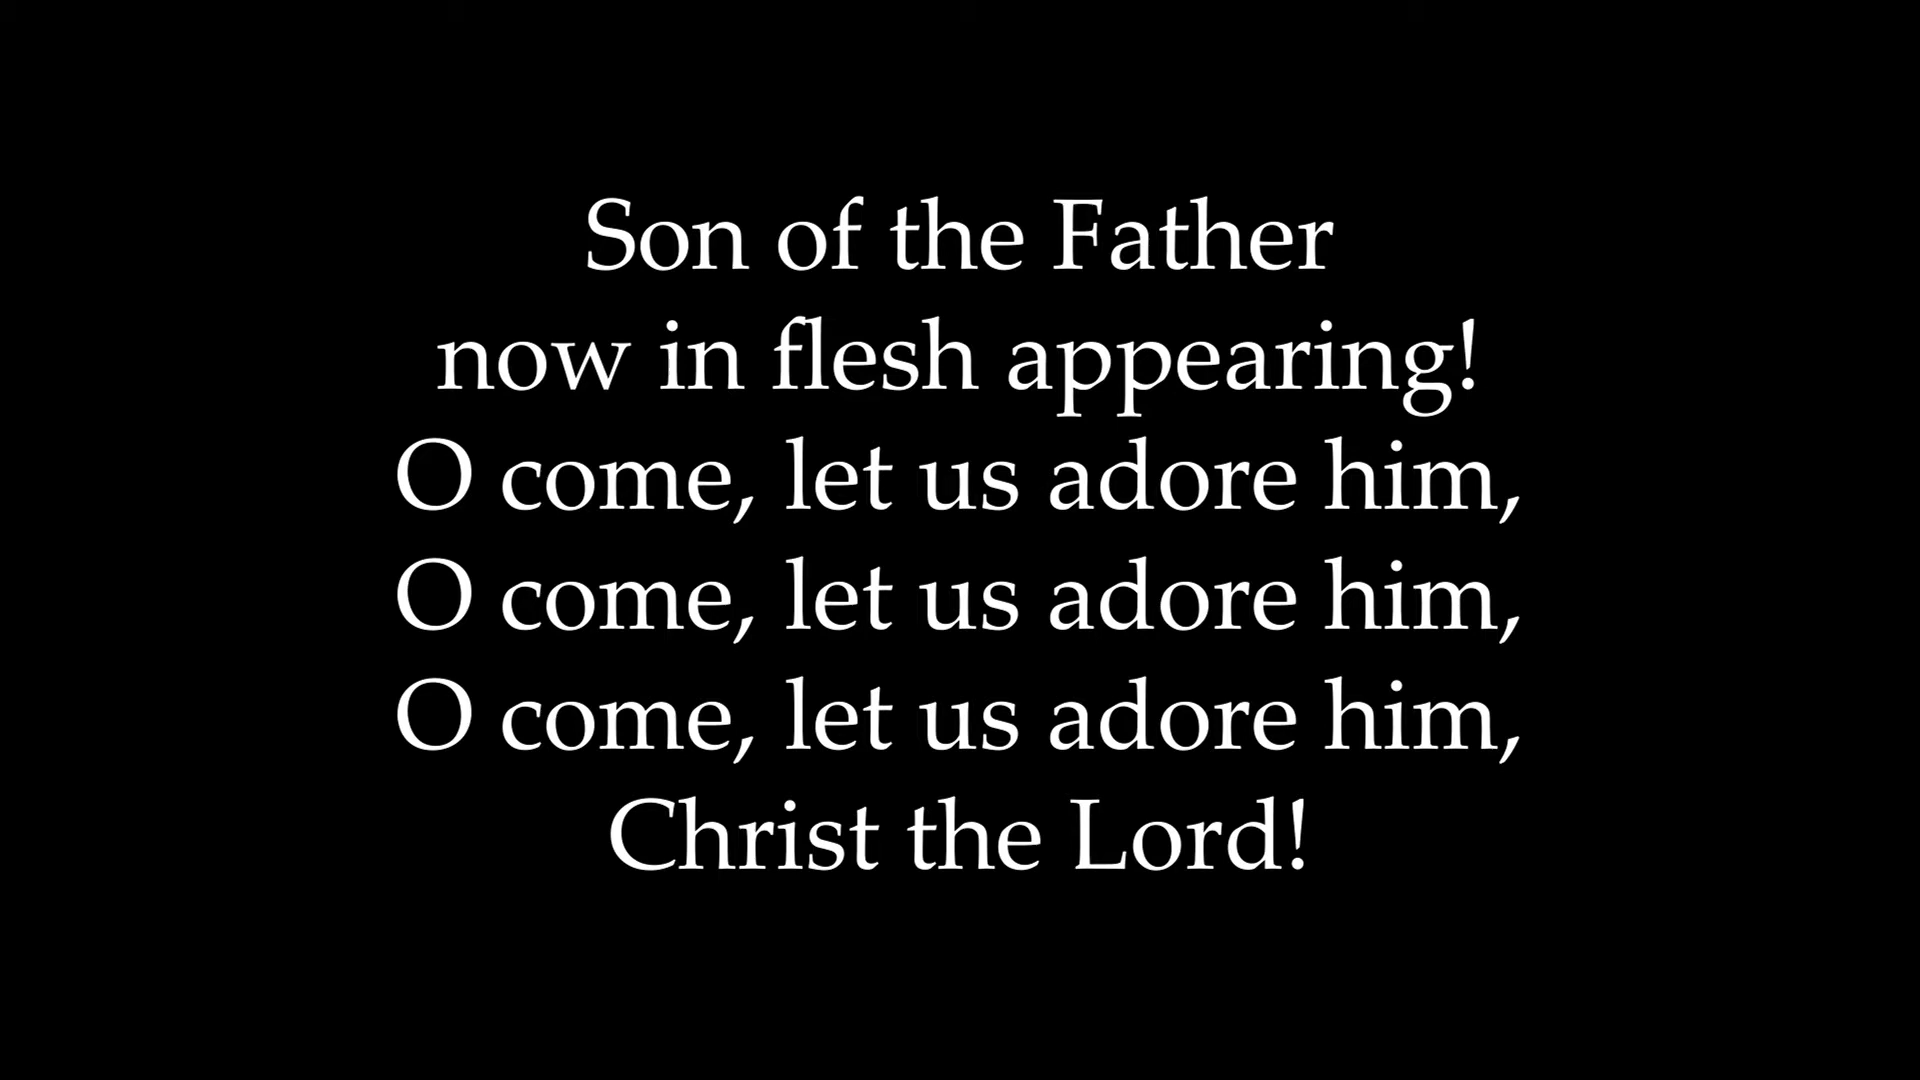 Son of the Father
now in flesh appearing!
O come, let us adore him,
O come, let us adore him,
O come, let us adore him,
Christ the Lord!